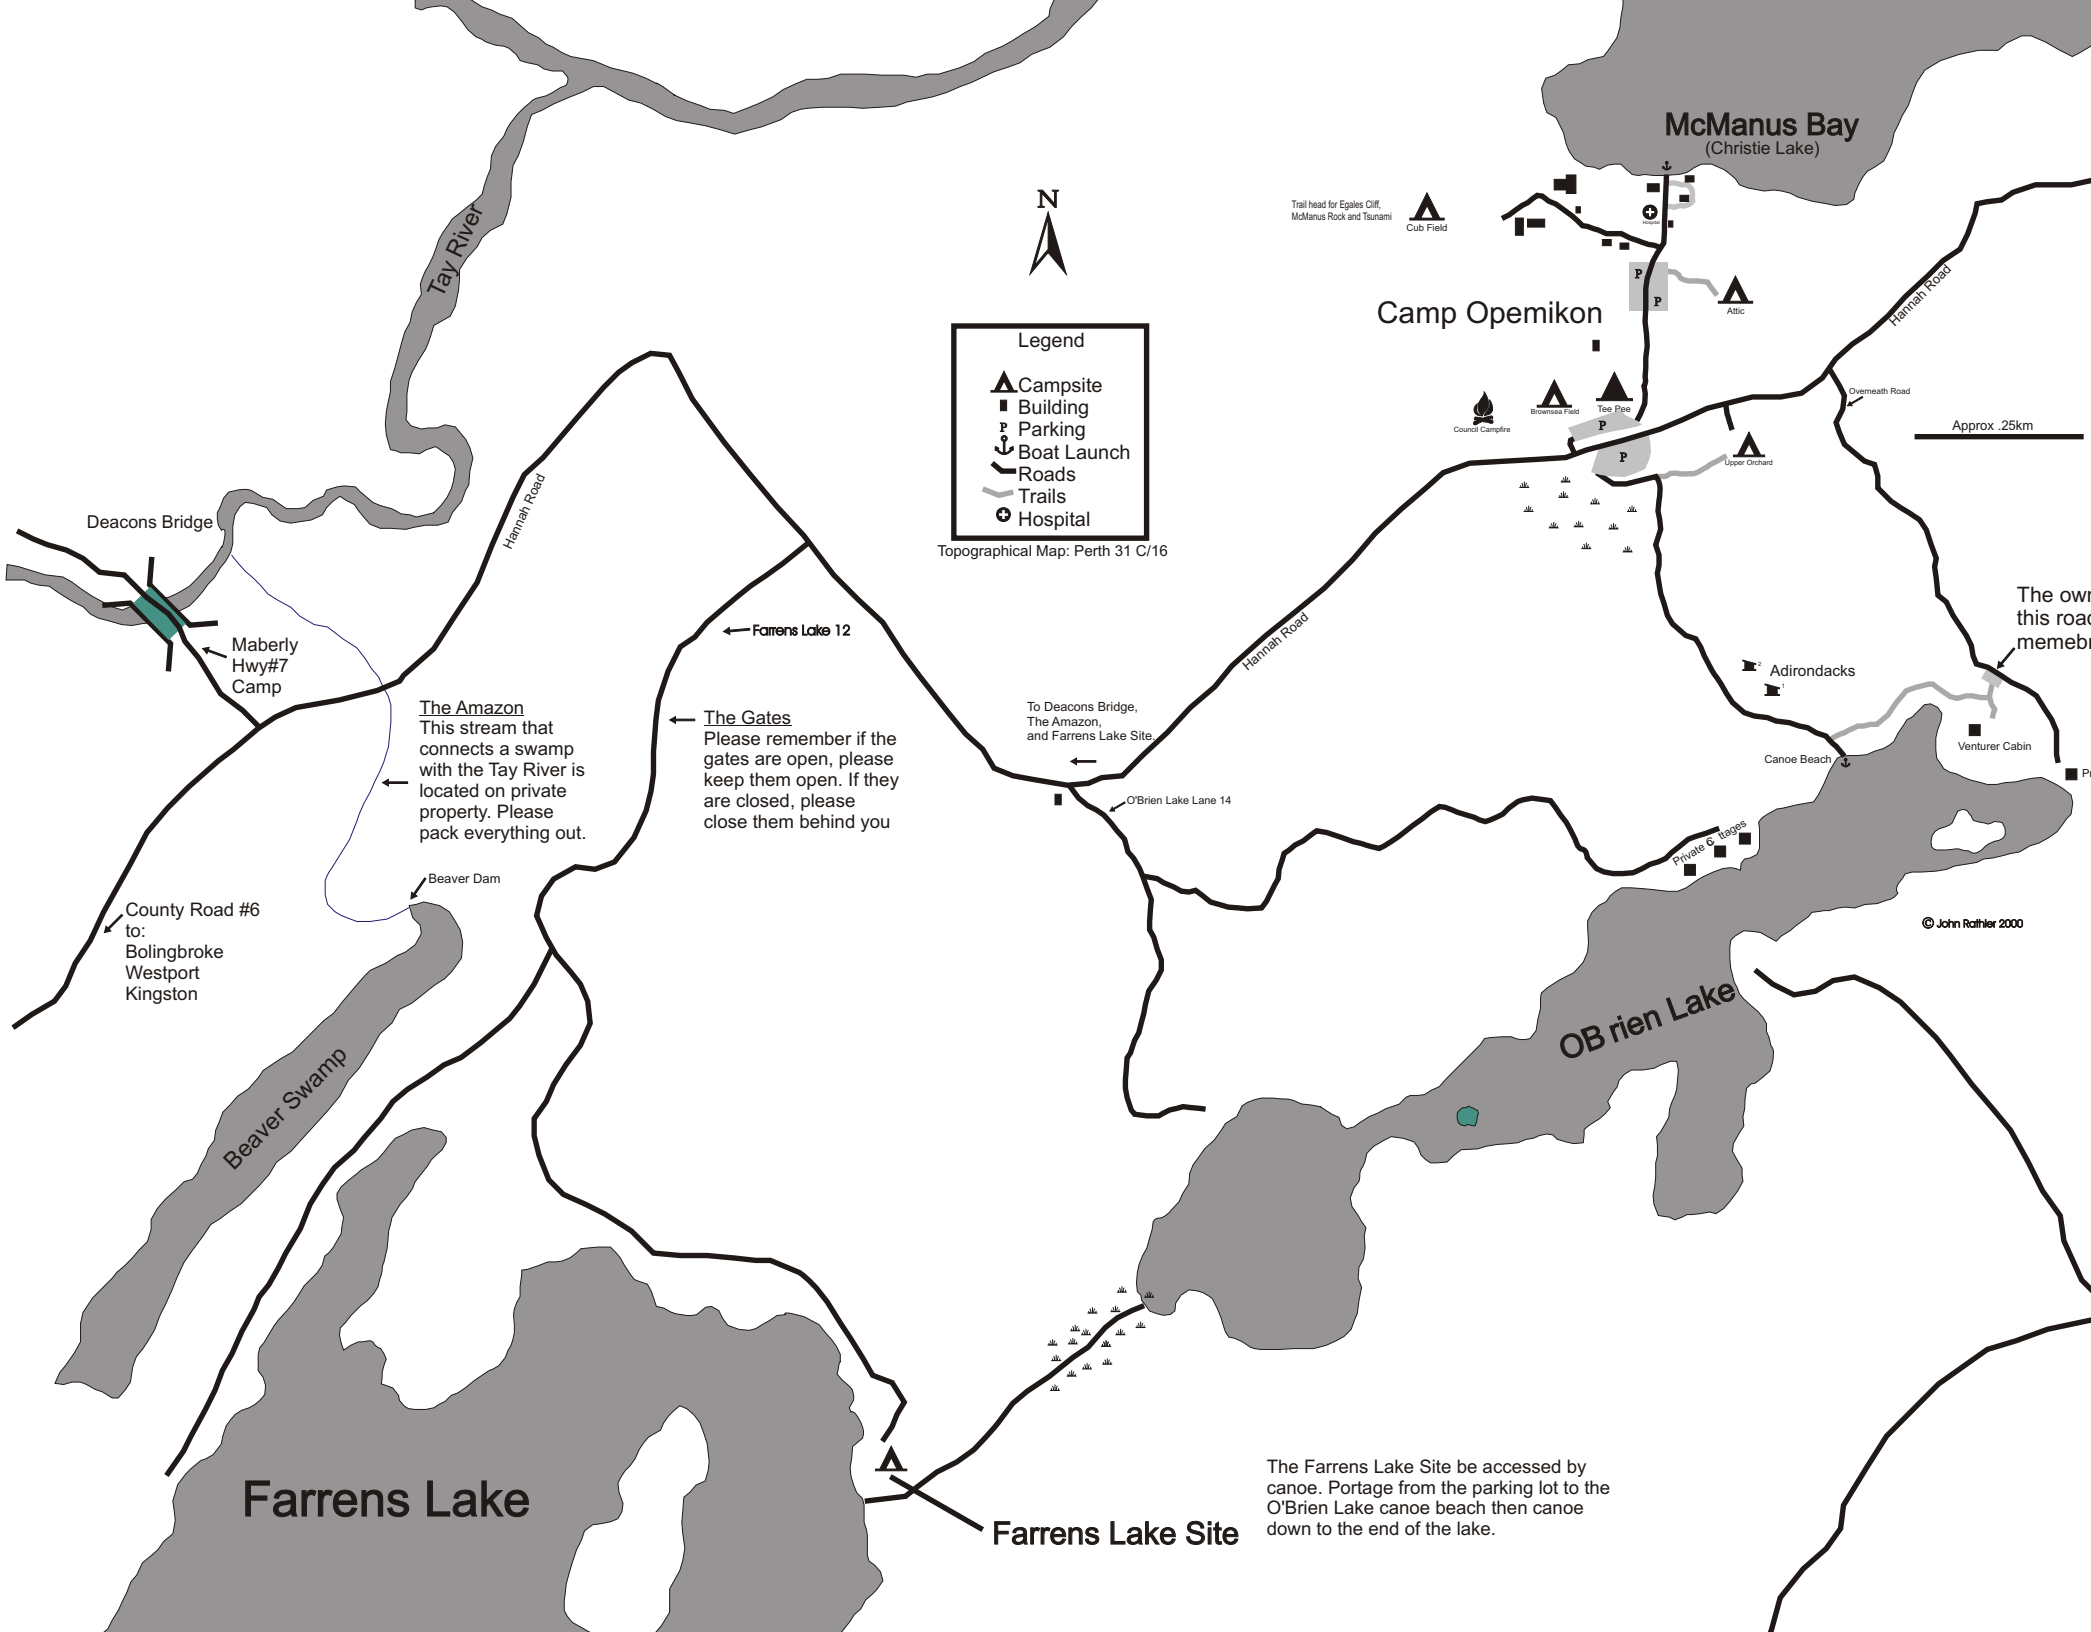 McManus Bay
(Christie Lake)
Trail head for Egales Cliff,
McManus Rock and Tsunami
Cub Field
Hospital
N
Tay River
P
P
Attic
Camp Opemikon
Hannah Road
Legend
Campsite
Building
P Parking
Boat Launch
Roads
Trails
Hospital
Topographical Map: Perth 31 C/16
Council Campfire
Brownsea Field
Tee Pee
P
P
Upper Orchard
Overneath Road
Approx .25km
Deacons Bridge
Hannah Road
Maberly
Hwy#7
Camp
Farrens Lake 12
Hannah Road
The own
this road
memebr
2
1
Adirondacks
The Amazon
This stream that
connects a swamp
with the Tay River is
located on private
property. Please
pack everything out.
The Gates
Please remember if the
gates are open, please
keep them open. If they
are closed, please
close them behind you
To Deacons Bridge,
The Amazon,
and Farrens Lake Site.
Canoe Beach
Venturer Cabin
Pr
O'Brien Lake Lane 14
Private C ttages
Beaver Dam
County Road #6
to:
Bolingbroke
Westport
Kingston
© John Rathier 2000
OB rien Lake
Beaver Swamp
Farrens Lake
Farrens Lake Site
The Farrens Lake Site be accessed by
canoe. Portage from the parking lot to the
O'Brien Lake canoe beach then canoe
down to the end of the lake.